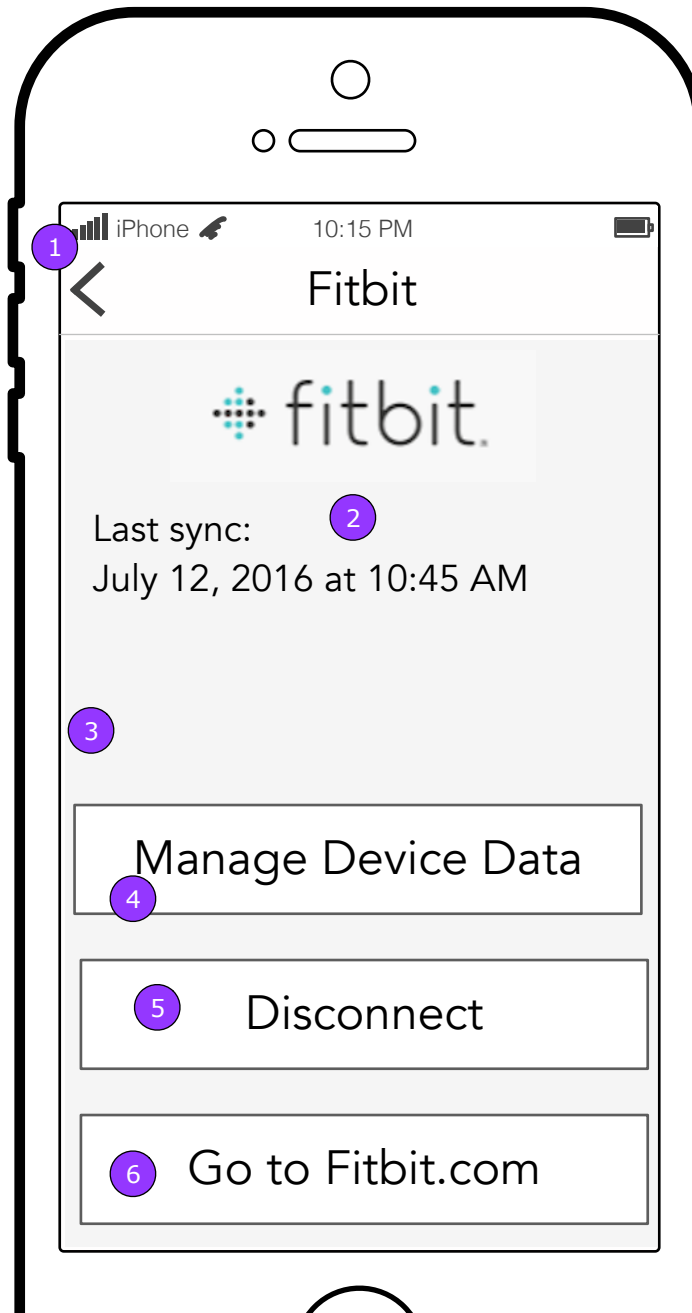 iPhone 10:15 PM
1
Fitbit
fitbit
2
Last sync:
July 12, 2016 at 10:45 AM
3
Manage Device Data
4
5 Disconnect
6 Go to Fitbit.com